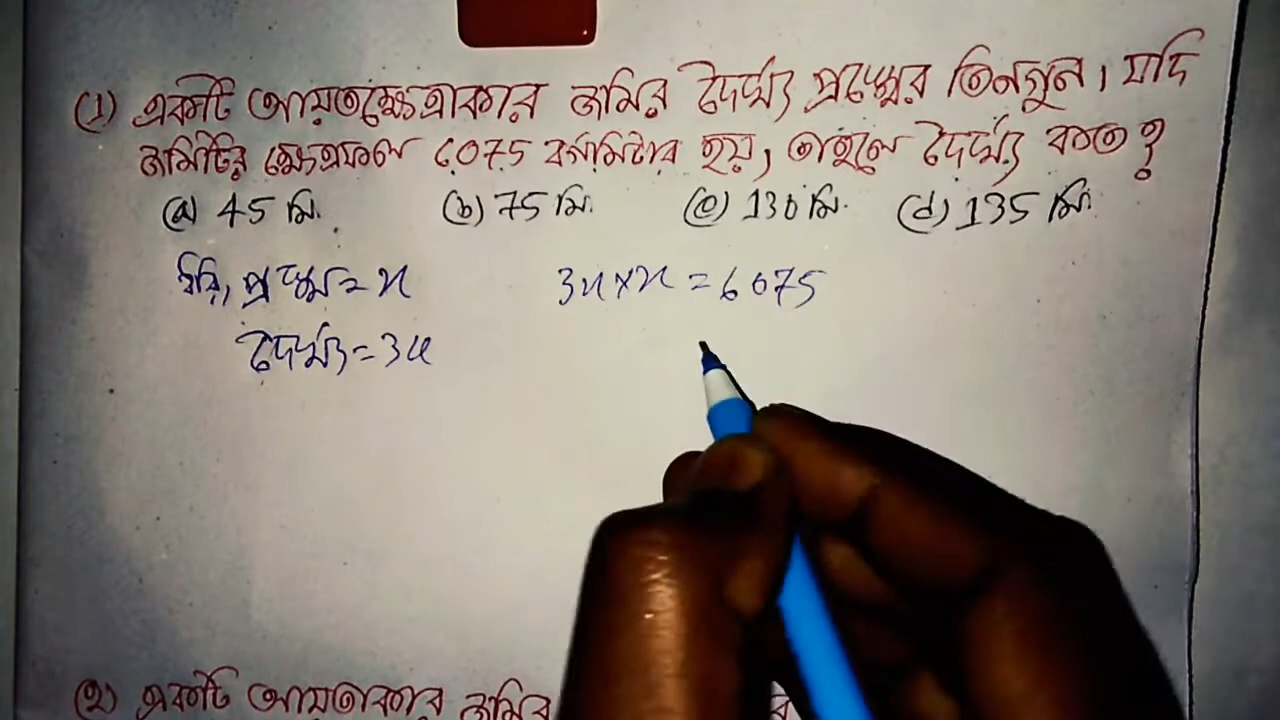 (১) একটি আয়তক্ষেত্রাকার জমির দৈর্ঘ্য প্রস্থের তিনগুন। যদি
জমিটির ক্ষেত্রফল 6075 বর্গমিটার হয়, তাহলে দৈর্ঘ্য কত?
(a) 45 মি. (b) 75 মি. (c) 130 মি. (d) 135 মি.
ধরি, প্রস্থ = x 3x × x = 6075
দৈর্ঘ্য = 3x
(২) একটি আয়তাকার জমির